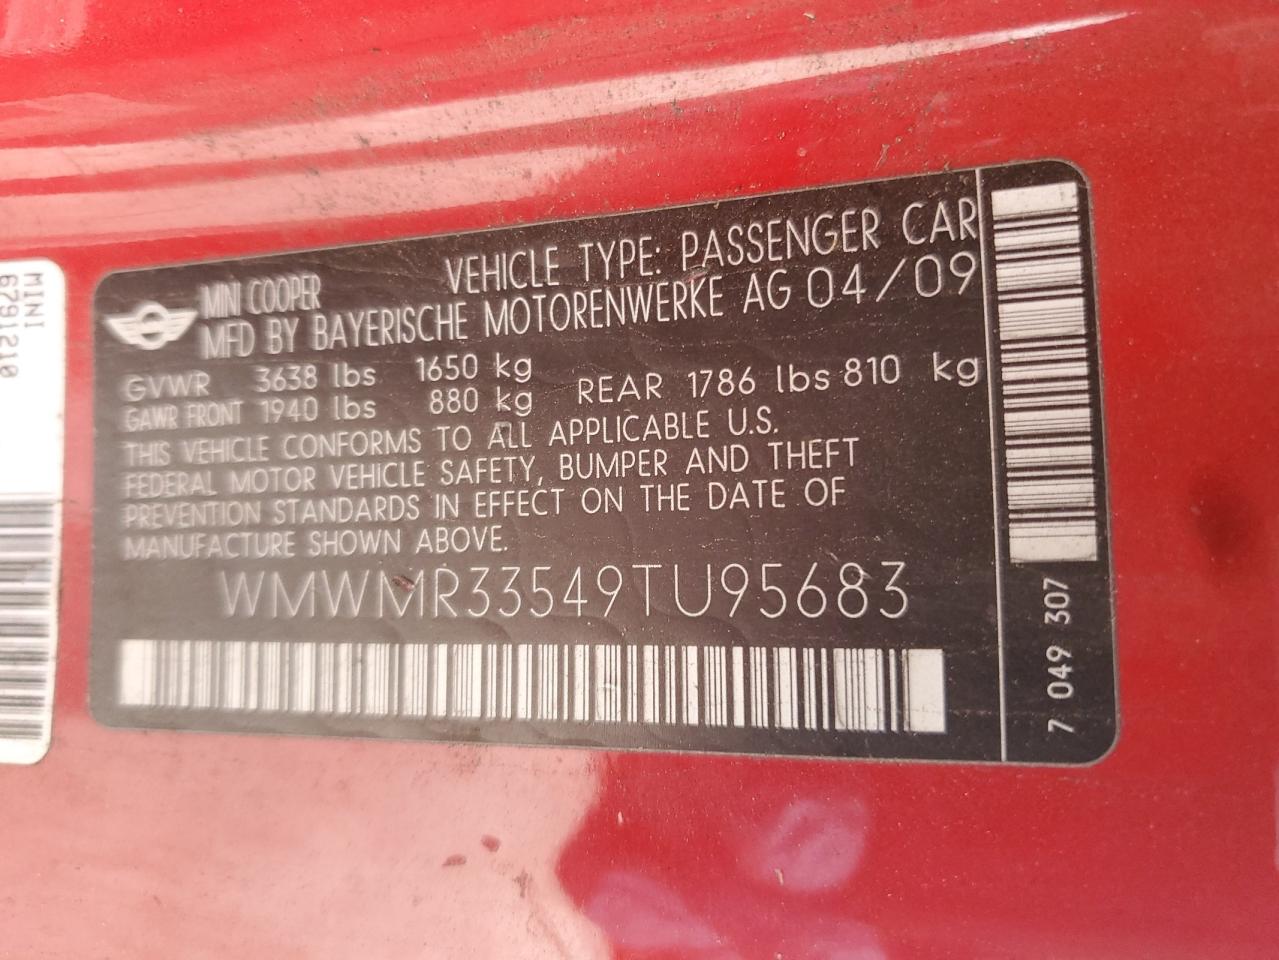 MINI
6791210
VEHICLE TYPE: PASSENGER CAR
MINI COOPER
MFD BY BAYERISCHE MOTORENWERKE AG 04/09
GVWR 3638 lbs 1650 kg
GAWR FRONT 1940 lbs 880 kg REAR 1786 lbs 810 kg
THIS VEHICLE CONFORMS TO ALL APPLICABLE U.S.
FEDERAL MOTOR VEHICLE SAFETY, BUMPER AND THEFT
PREVENTION STANDARDS IN EFFECT ON THE DATE OF
MANUFACTURE SHOWN ABOVE.
WMWMR33549TU95683
7 049 307